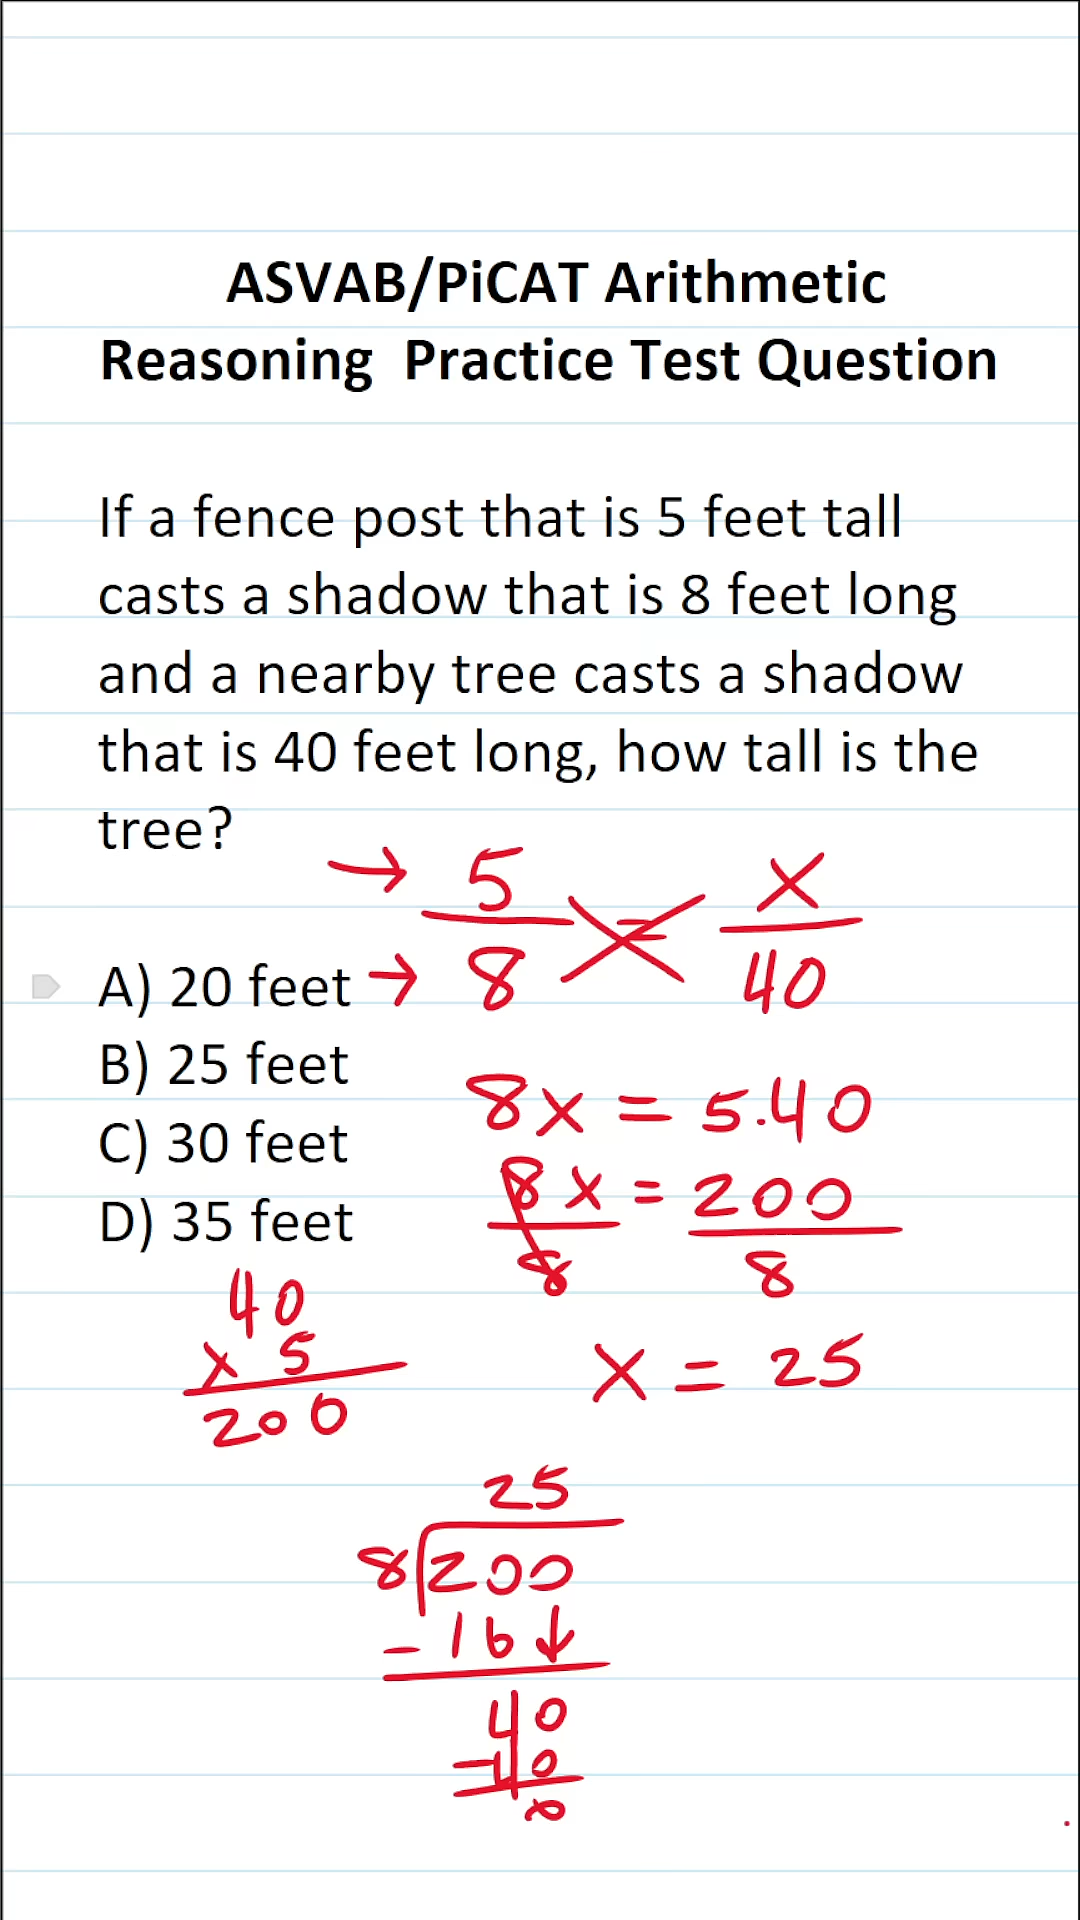 ASVAB/PiCAT Arithmetic
Reasoning Practice Test Question
If a fence post that is 5 feet tall
casts a shadow that is 8 feet long
and a nearby tree casts a shadow
that is 40 feet long, how tall is the
tree?
→ 5/8 = x/40
A) 20 feet →
B) 25 feet
C) 30 feet
D) 35 feet
8x = 5.40
8x = 200
8 8
x = 25
40
x 5
200
25
8 200
- 16 ↓
40
- 40
0